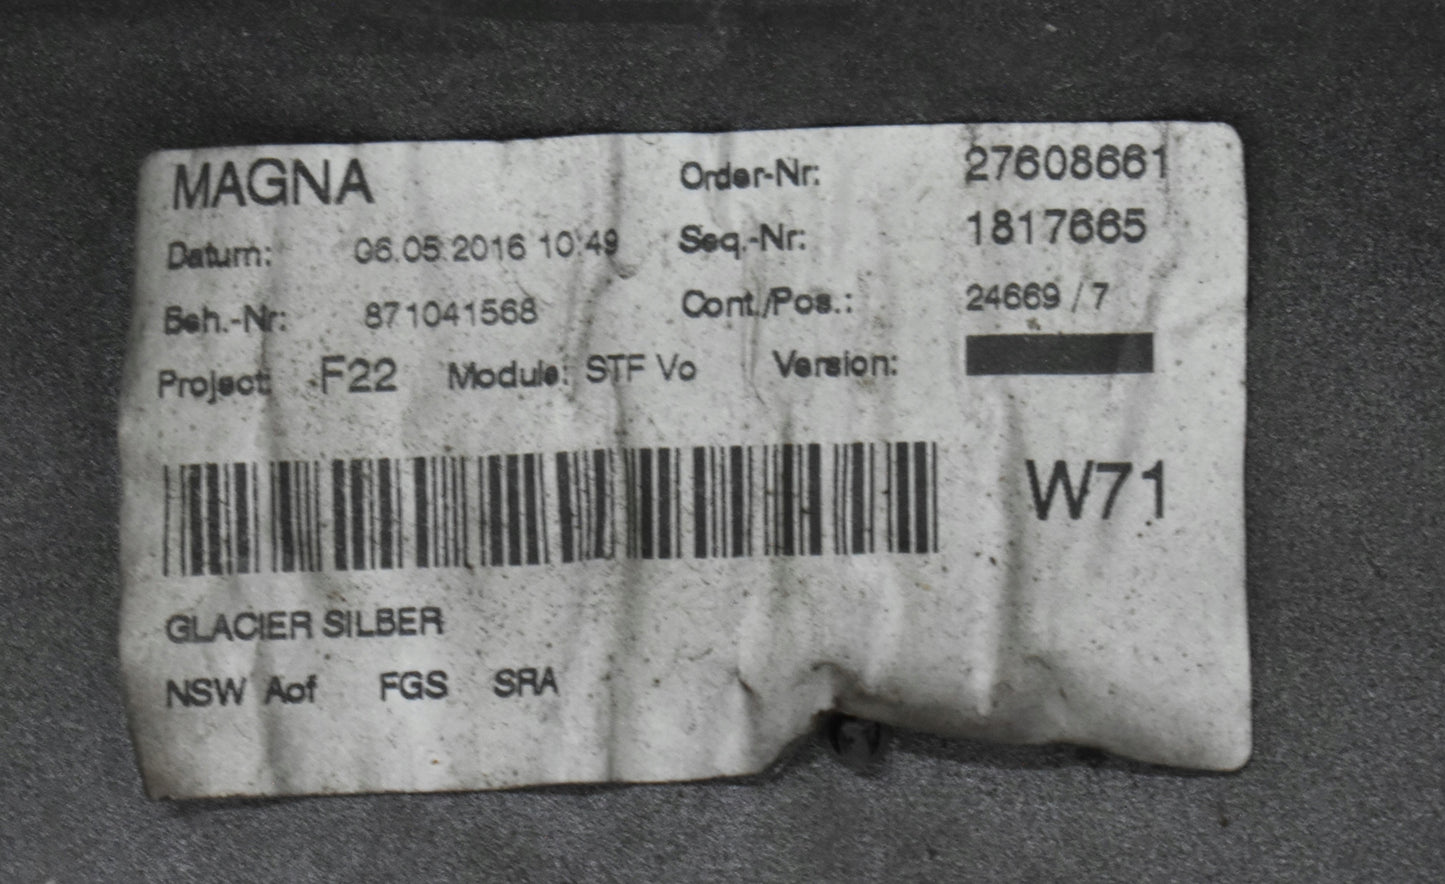 MAGNA Order-Nr: 27608661
Datum: 06.05.2016 10:49 Seq.-Nr: 1817665
Beh.-Nr: 871041568 Cont./Pos.: 24669 / 7
Project: F22 Module: STF Vo Version:
W71
GLACIER SILBER
NSW Aof FGS SRA